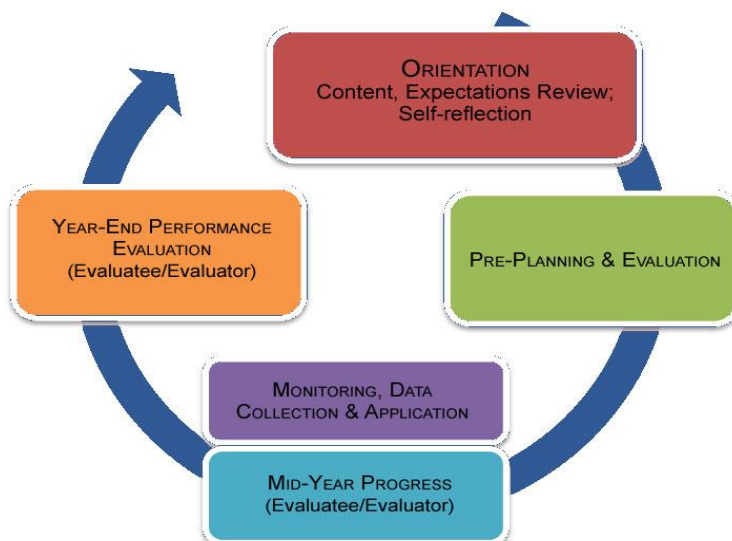 ORIENTATION
Content, Expectations Review;
Self-reflection
PRE-PLANNING & EVALUATION
MONITORING, DATA
COLLECTION & APPLICATION
MID-YEAR PROGRESS
(Evaluatee/Evaluator)
YEAR-END PERFORMANCE
EVALUATION
(Evaluatee/Evaluator)